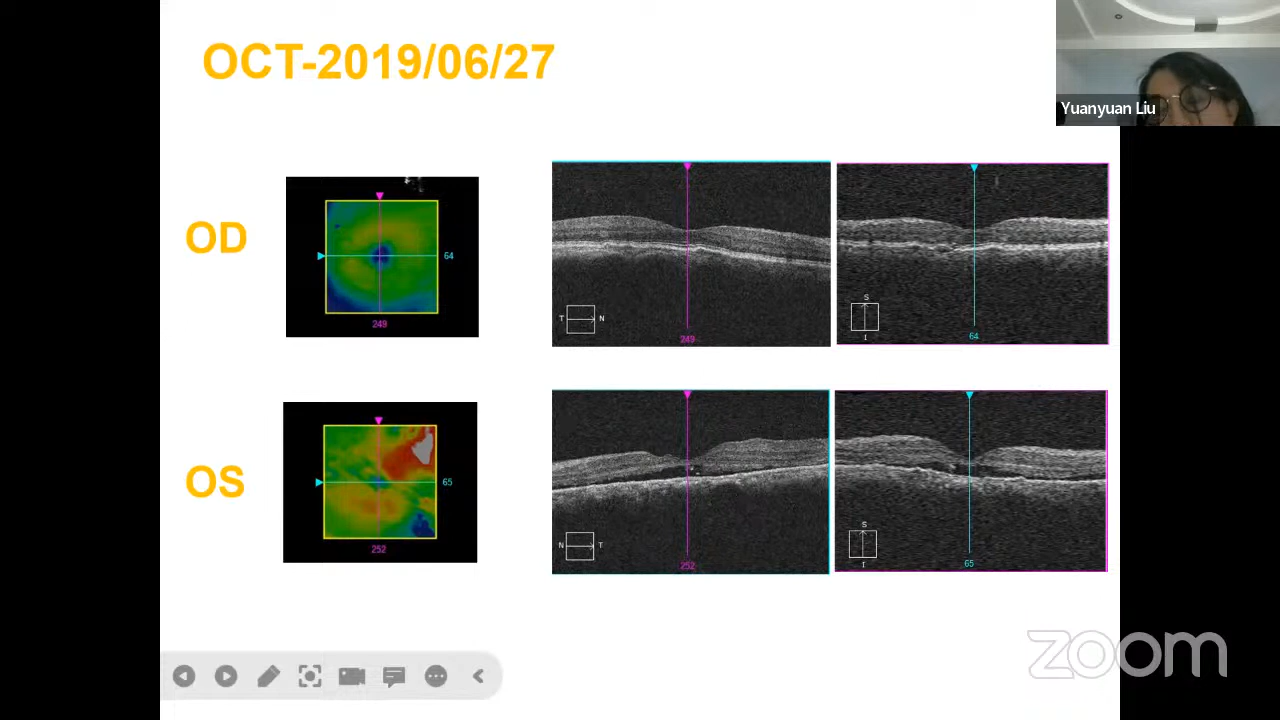 OCT-2019/06/27
Yuanyuan Liu
OD
64
249
T N
249
S
I
64
OS
65
252
N T
252
S
I
65
zoom